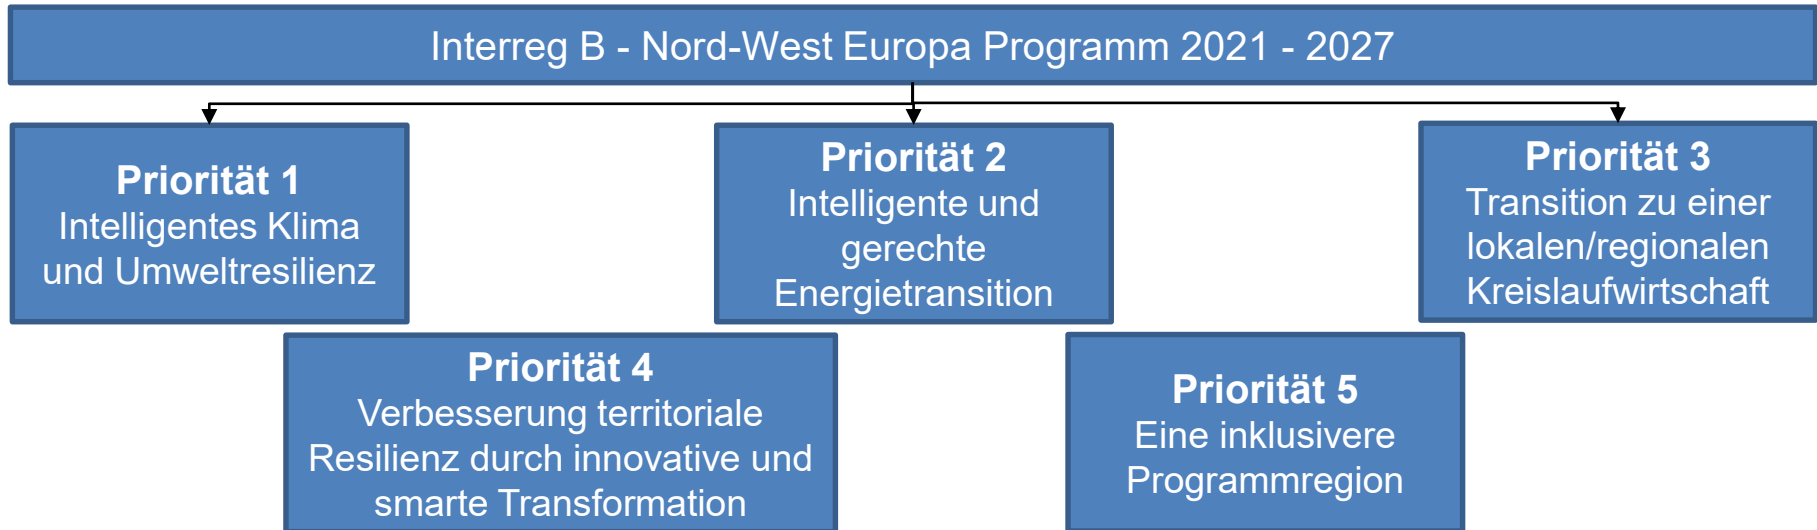 Interreg B - Nord-West Europa Programm 2021 - 2027
Priorität 1
Intelligentes Klima
und Umweltresilienz
Priorität 2
Intelligente und
gerechte
Energietransition
Priorität 3
Transition zu einer
lokalen/regionalen
Kreislaufwirtschaft
Priorität 4
Verbesserung territoriale
Resilienz durch innovative und
smarte Transformation
Priorität 5
Eine inklusivere
Programmregion